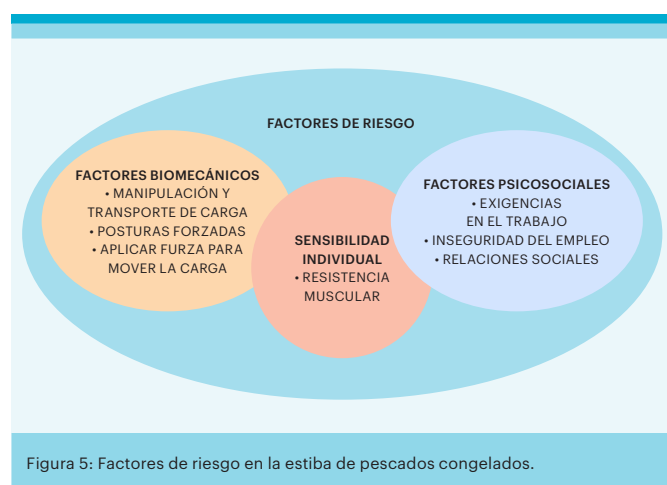 FACTORES DE RIESGO
FACTORES BIOMECÁNICOS
• MANIPULACIÓN Y
TRANSPORTE DE CARGA
• POSTURAS FORZADAS
• APLICAR FURZA PARA
MOVER LA CARGA
SENSIBILIDAD
INDIVIDUAL
• RESISTENCIA
MUSCULAR
FACTORES PSICOSOCIALES
• EXIGENCIAS
EN EL TRABAJO
• INSEGURIDAD DEL EMPLEO
• RELACIONES SOCIALES
Figura 5: Factores de riesgo en la estiba de pescados congelados.